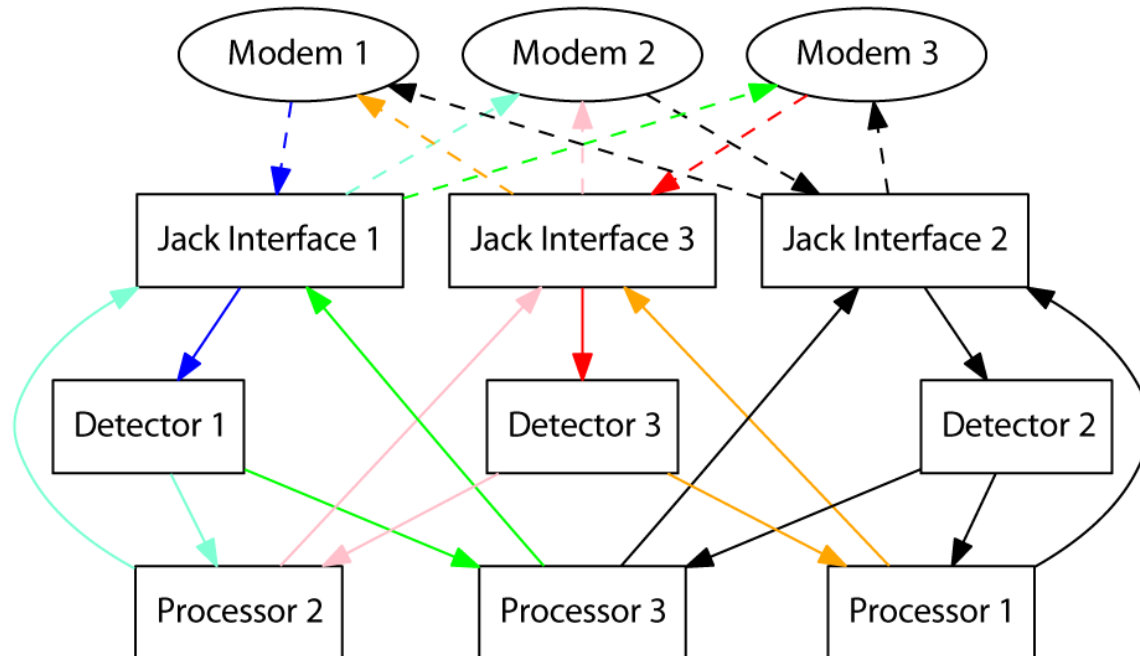 Modem 1
Modem 2
Modem 3
Jack Interface 1
Jack Interface 3
Jack Interface 2
Detector 1
Detector 3
Detector 2
Processor 2
Processor 3
Processor 1